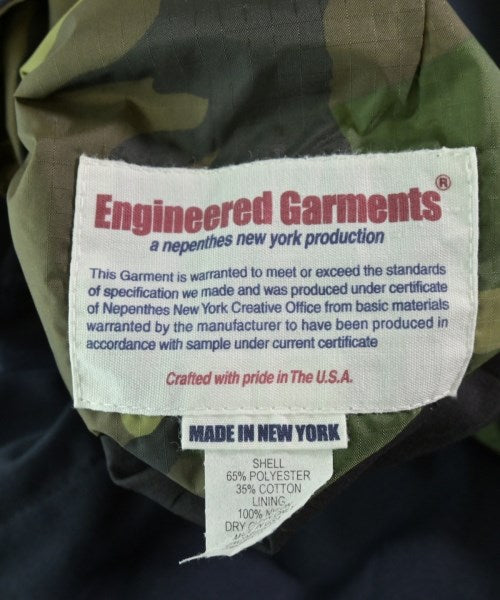 Engineered Garments®
a nepenthes new york production
This Garment is warranted to meet or exceed the standards
of specification we made and was produced under certificate
of Nepenthes New York Creative Office from basic materials
warranted by the manufacturer to have been produced in
accordance with sample under current certificate
Crafted with pride in The U.S.A.
MADE IN NEW YORK
SHELL
65% POLYESTER
35% COTTON
LINING
100%
DRY